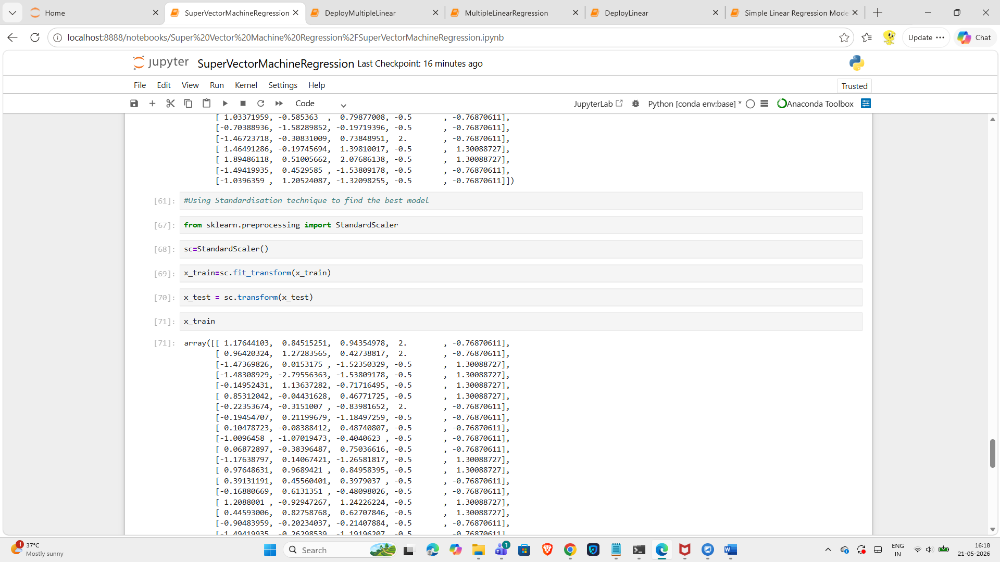 Home
SuperVectorMachineRegression
DeployMultipleLinear
MultipleLinearRegression
DeployLinear
Simple Linear Regression Mode
localhost:8888/notebooks/Super%20Vector%20Machine%20Regression%2FSuperVectorMachineRegression.ipynb
Update
Chat
jupyter SuperVectorMachineRegression Last Checkpoint: 16 minutes ago
File Edit View Run Kernel Settings Help
Trusted
Code
JupyterLab
Python [conda env:base] *
Anaconda Toolbox
[ 1.03371959, -0.585363  ,  0.79877008, -0.5       , -0.76870611],
[-0.70388936, -1.58289852, -0.19719396, -0.5       , -0.76870611],
[-1.46723718, -0.30831009,  0.73848951,  2.        , -0.76870611],
[ 1.46491286, -0.19745694,  1.39810017, -0.5       ,  1.30088727],
[ 1.89486118,  0.51005662,  2.07686138, -0.5       ,  1.30088727],
[-1.49419935,  0.4529585 , -1.53809178, -0.5       , -0.76870611],
[-1.0396359 ,  1.20524087, -1.32098255, -0.5       , -0.76870611]])
[61]: #Using Standardisation technique to find the best model
[67]: from sklearn.preprocessing import StandardScaler
[68]: sc=StandardScaler()
[69]: x_train=sc.fit_transform(x_train)
[70]: x_test = sc.transform(x_test)
[71]: x_train
[71]: array([[ 1.17644103,  0.84515251,  0.94354978,  2.        , -0.76870611],
[ 0.96420324,  1.27283565,  0.42738817,  2.        , -0.76870611],
[-1.47369826,  0.0153175 , -1.52350329, -0.5       ,  1.30088727],
[-1.48308929, -2.79556363, -1.53809178, -0.5       ,  1.30088727],
[-0.14952431,  1.13637282, -0.71716495, -0.5       ,  1.30088727],
[ 0.85312042, -0.04431628,  0.46771725, -0.5       ,  1.30088727],
[-0.22353674, -0.3151007 , -0.83981652,  2.        , -0.76870611],
[-0.19454707,  0.21199679, -1.18497259, -0.5       , -0.76870611],
[ 0.10478723, -0.08388412,  0.48740807, -0.5       , -0.76870611],
[-1.0096458 , -1.07019473, -0.4040623 , -0.5       , -0.76870611],
[ 0.06872897, -0.38396487,  0.75036616, -0.5       , -0.76870611],
[-1.17638797,  0.14067421, -1.26581817, -0.5       ,  1.30088727],
[ 0.97648631,  0.9689421 ,  0.84958395, -0.5       ,  1.30088727],
[ 0.39131191,  0.45560401,  0.3979037 , -0.5       , -0.76870611],
[-0.16880669,  0.6131351 , -0.48098026, -0.5       , -0.76870611],
[ 1.2088001 , -0.92947267,  1.24226224, -0.5       ,  1.30088727],
[ 0.44593006,  0.82758768,  0.62707846, -0.5       ,  1.30088727],
[-0.90483959, -0.20234037, -0.21407884, -0.5       , -0.76870611],
[-1.49419935, -0.26298539, -1.19196207, -0.5       , -0.76870611],
1
37°C
Mostly sunny
Search
1
ENG
IN
16:18
21-05-2026